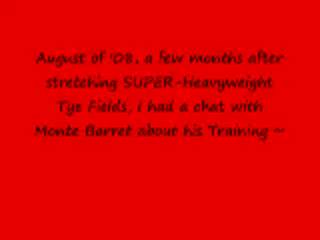 August of '08, a few months after
stretching SUPER-Heavyweight
Tye Fields, i had a chat with
Monte Barret about his Training ~